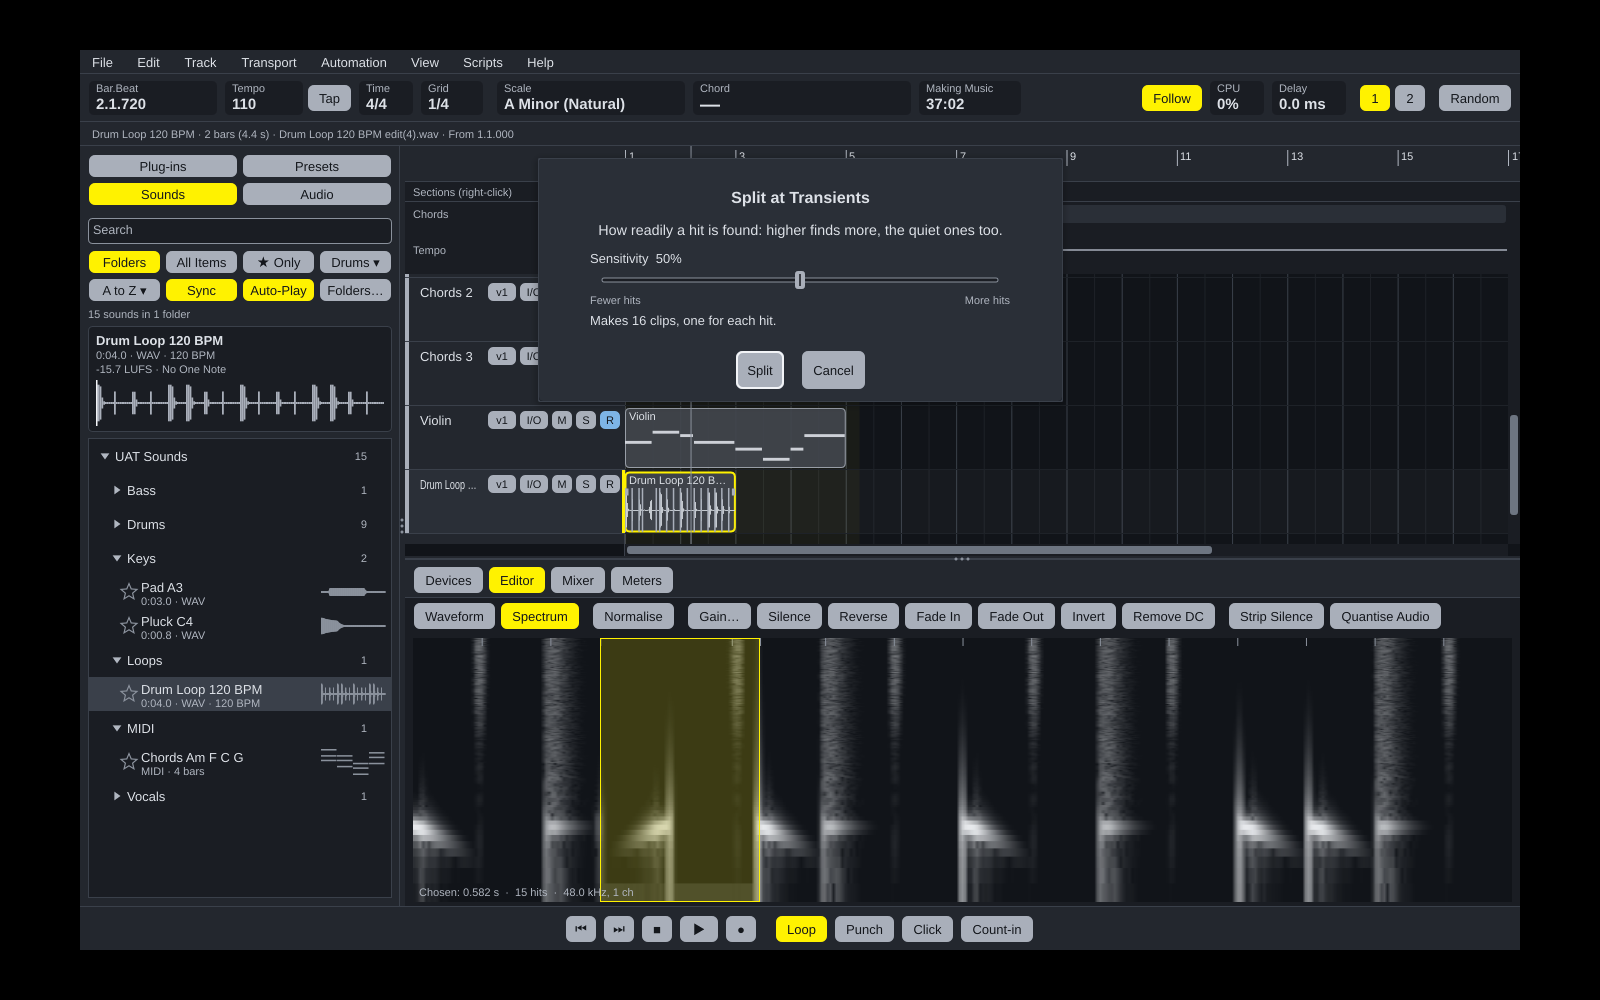 File Edit Track Transport Automation View Scripts Help
Bar.Beat Tempo Time Grid Scale Chord Making Music CPU Delay
2.1.720 110 Tap 4/4 1/4 A Minor (Natural) — 37:02 Follow 0% 0.0 ms 1 2 Random
Drum Loop 120 BPM · 2 bars (4.4 s) · Drum Loop 120 BPM edit(4).wav · From 1.1.000
Plug-ins Presets
Sounds Audio
Search
Folders All Items ★ Only Drums ▾
A to Z ▾ Sync Auto-Play Folders…
15 sounds in 1 folder
Drum Loop 120 BPM
0:04.0 · WAV · 120 BPM
-15.7 LUFS · No One Note
UAT Sounds 15
Bass 1
Drums 9
Keys 2
Pad A3
0:03.0 · WAV
Pluck C4
0:00.8 · WAV
Loops 1
Drum Loop 120 BPM
0:04.0 · WAV · 120 BPM
MIDI 1
Chords Am F C G
MIDI · 4 bars
Vocals 1
1 3 5 7 9 11 13 15
Sections (right-click)
Chords
Tempo
Chords 2 v1
Chords 3 v1
Violin v1 I/O M S R
Violin
Drum Loop ... v1 I/O M S R
Drum Loop 120 B…
Split at Transients
How readily a hit is found: higher finds more, the quiet ones too.
Sensitivity 50%
Fewer hits More hits
Makes 16 clips, one for each hit.
Split Cancel
Devices Editor Mixer Meters
Waveform Spectrum Normalise Gain… Silence Reverse Fade In Fade Out Invert Remove DC Strip Silence Quantise Audio
Chosen: 0.582 s · 15 hits · 48.0 kHz, 1 ch
Loop Punch Click Count-in